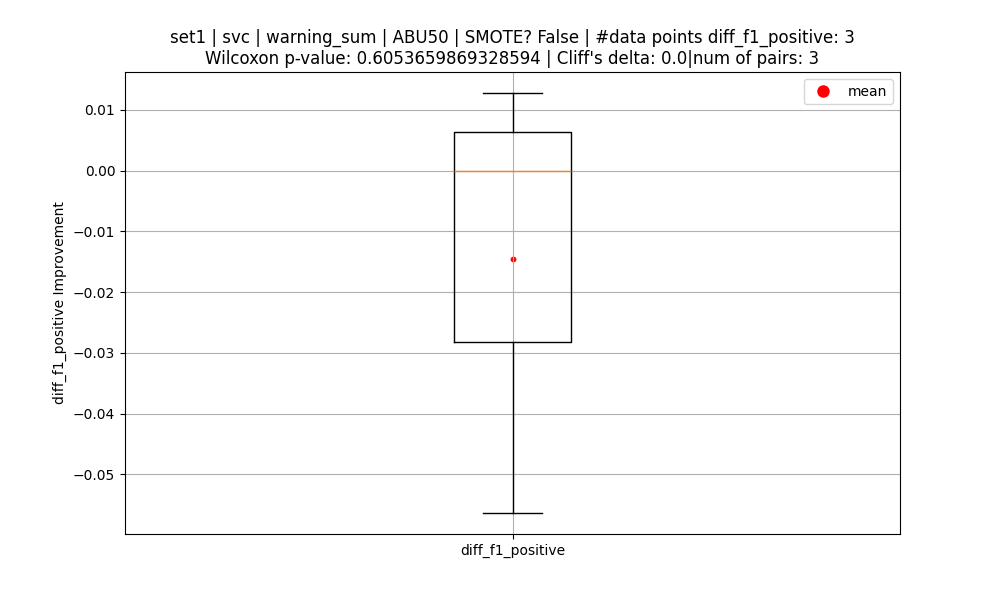 set1 | svc | warning_sum | ABU50 | SMOTE? False | #data points diff_f1_positive: 3
Wilcoxon p-value: 0.6053659869328594 | Cliff's delta: 0.0|num of pairs: 3
mean
0.01
0.00
−0.01
−0.02
−0.03
−0.04
−0.05
diff_f1_positive Improvement
diff_f1_positive